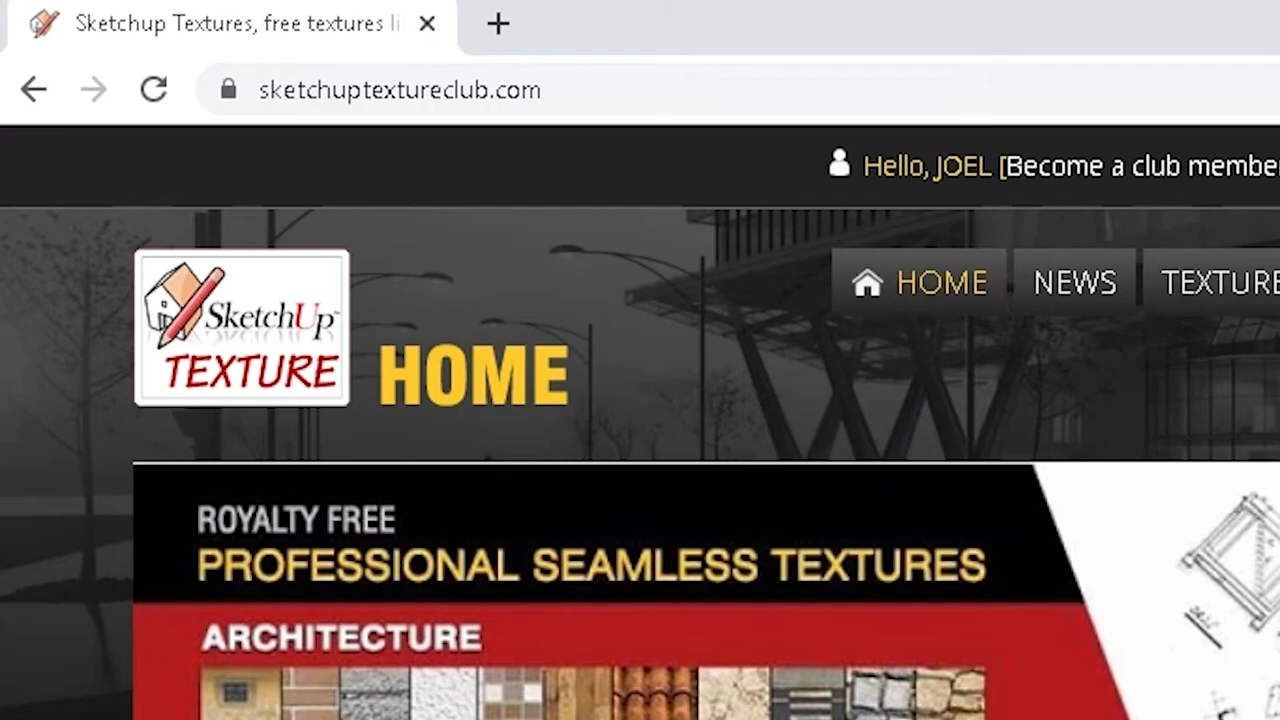 Sketchup Textures, free textures li
sketchuptextureclub.com
Hello, JOEL [Become a club member
HOME
NEWS
TEXTURE
SketchUp
TEXTURE
HOME
ROYALTY FREE
PROFESSIONAL SEAMLESS TEXTURES
ARCHITECTURE